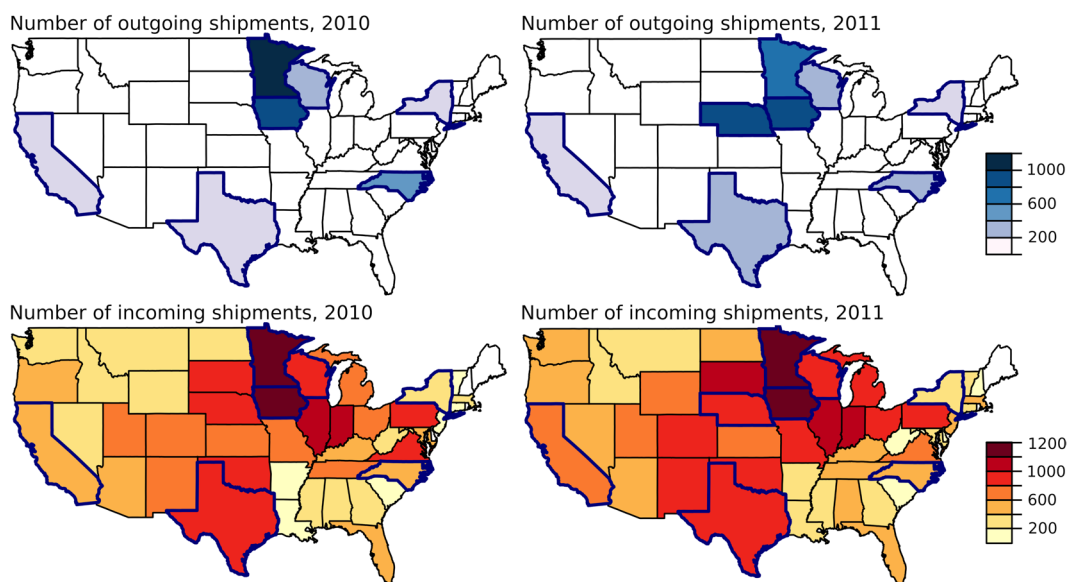 Number of outgoing shipments, 2010
Number of outgoing shipments, 2011
1000
600
200
Number of incoming shipments, 2010
Number of incoming shipments, 2011
1200
1000
600
200